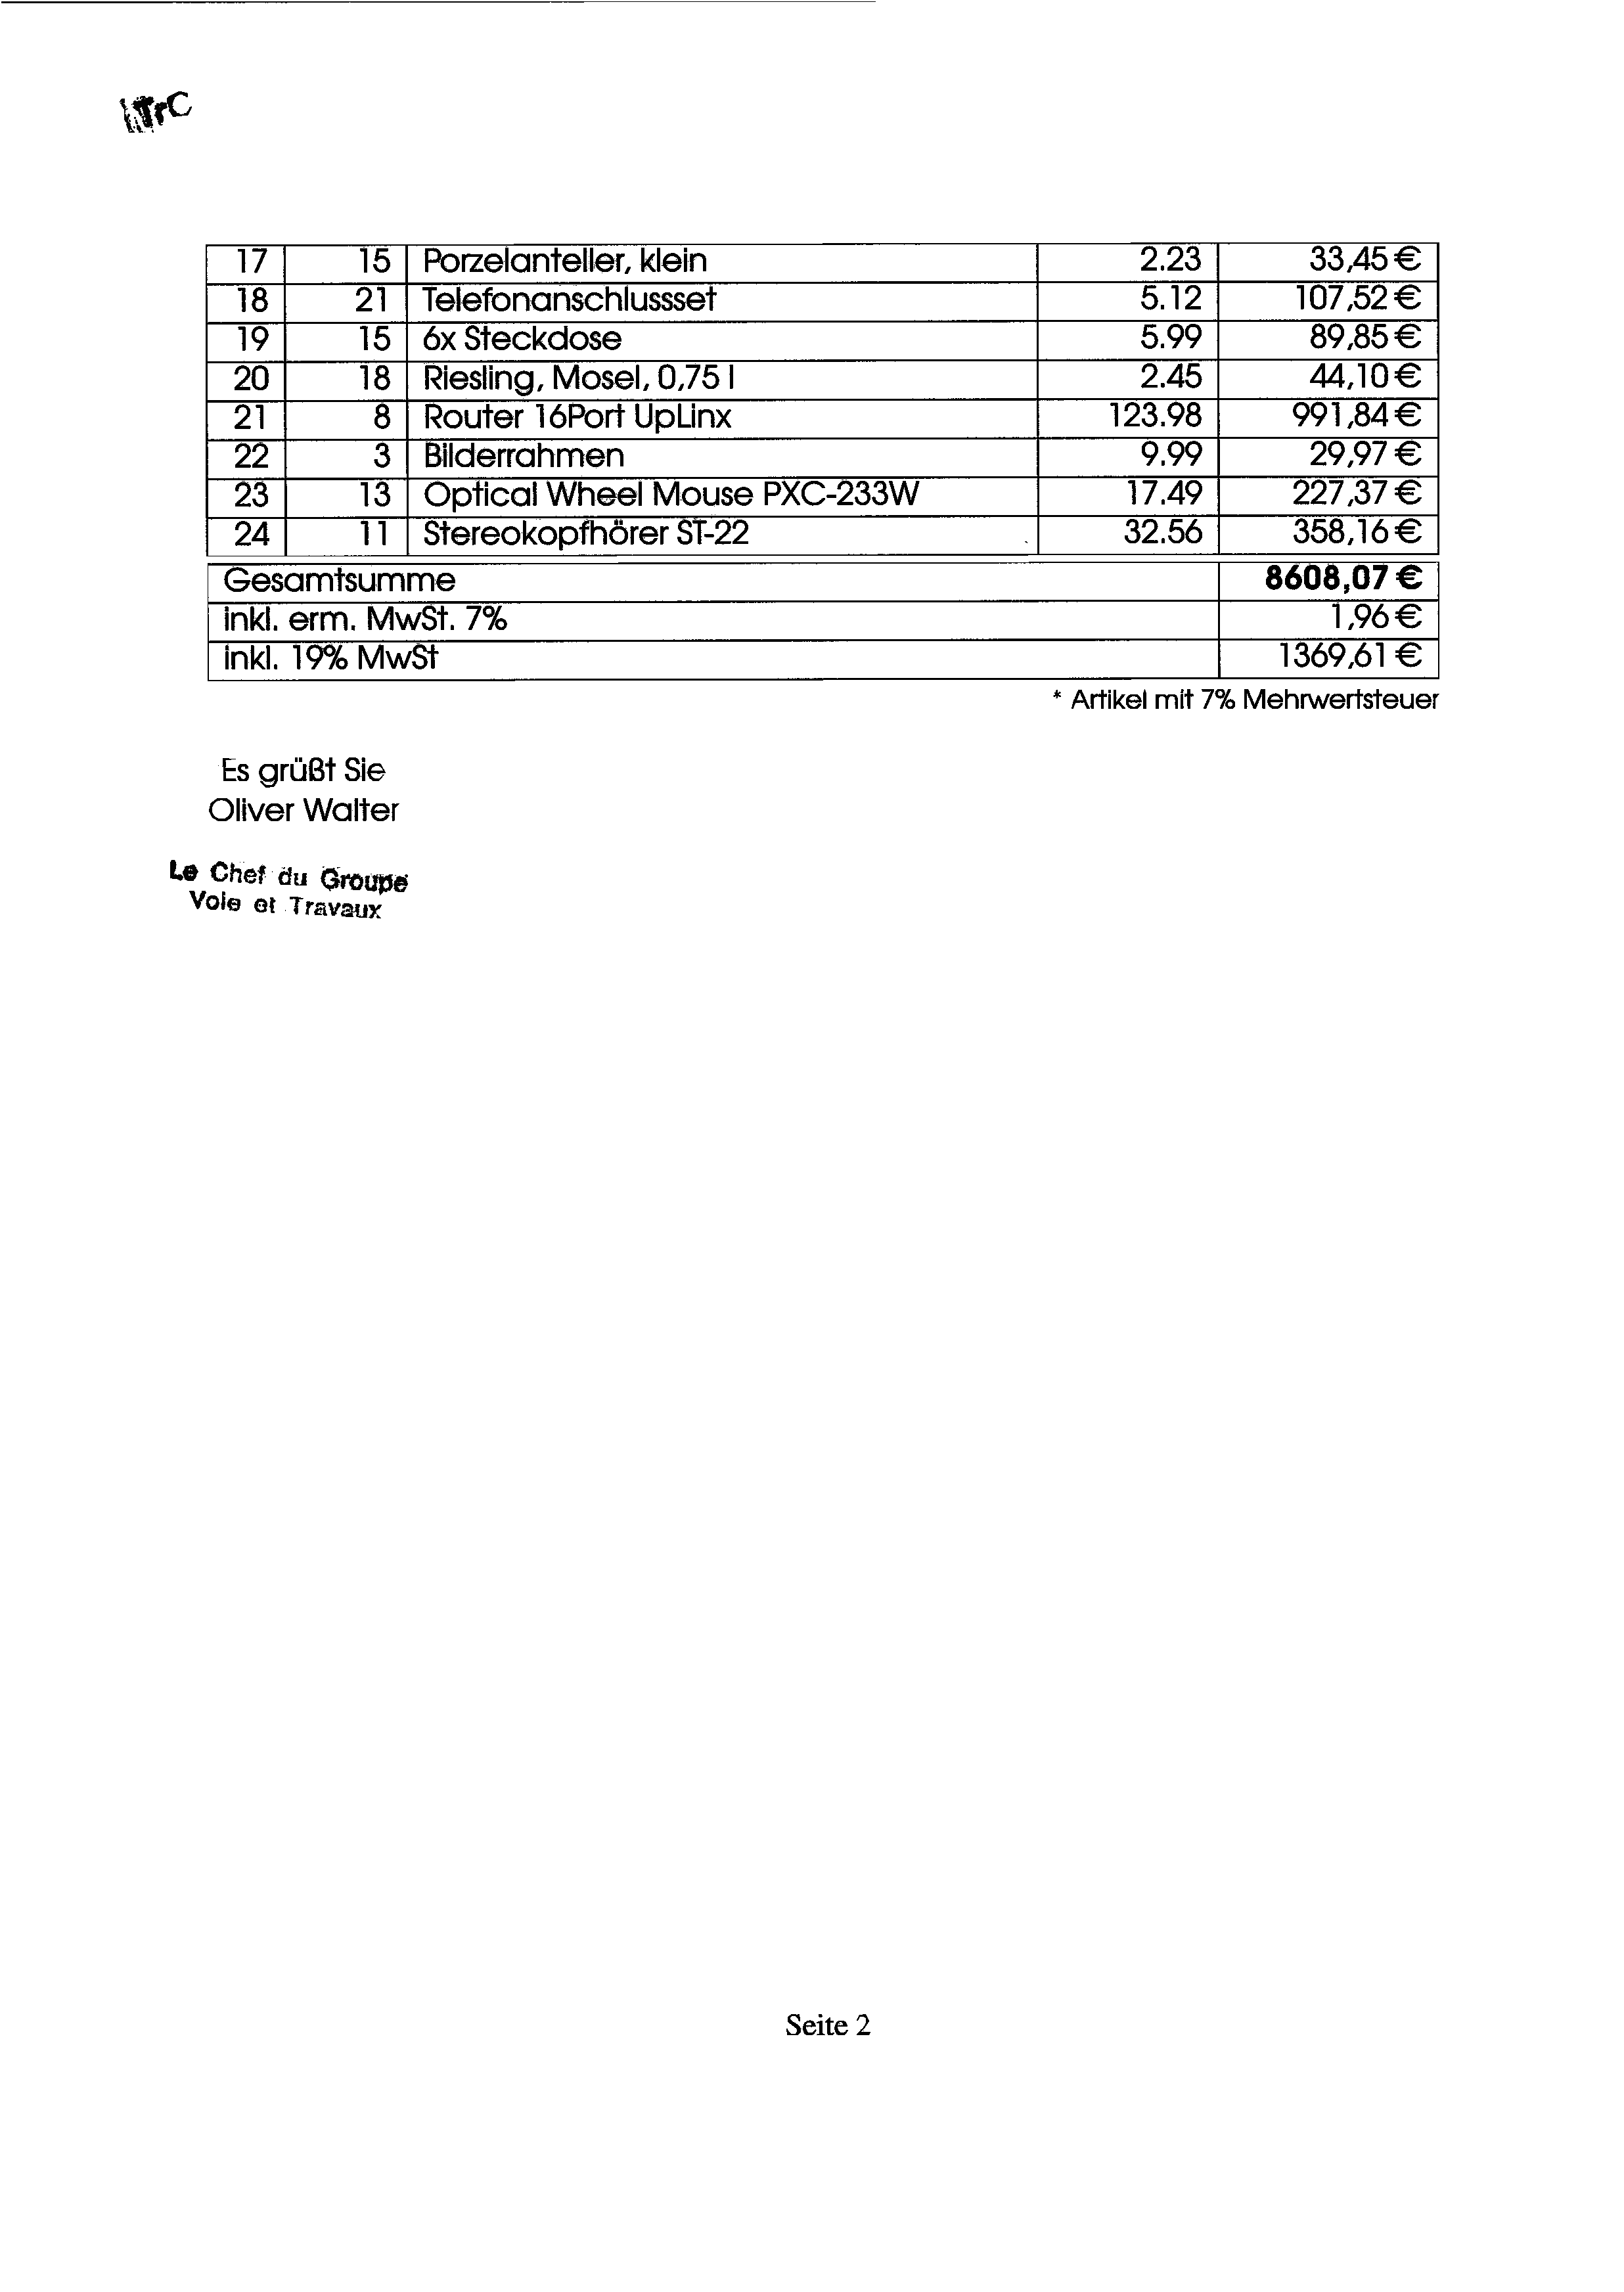 17 15 Porzelanteller, klein 2.23 33,45 €
18 21 Telefonanschlussset 5.12 107,52 €
19 15 6x Steckdose 5.99 89,85 €
20 18 Riesling, Mosel, 0,75 l 2.45 44,10 €
21 8 Router 16Port UpLinx 123.98 991,84 €
22 3 Bilderrahmen 9.99 29,97 €
23 13 Optical Wheel Mouse PXC-233W 17.49 227,37 €
24 11 Stereokopfhörer ST-22 32.56 358,16 €
Gesamtsumme 8608,07 €
inkl. erm. MwSt. 7% 1,96 €
inkl. 19% MwSt 1369,61 €
* Artikel mit 7% Mehrwertsteuer
Es grüßt Sie
Oliver Walter
Le Chef du Groupe
Voie et Travaux
Seite 2